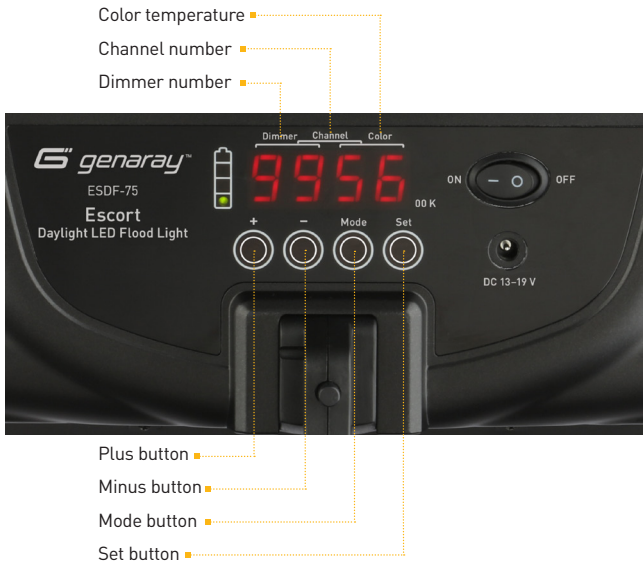 Color temperature
Channel number
Dimmer number
Dimmer Channel Color
G genaray™
9956
00 K
ESDF-75
Escort
Daylight LED Flood Light
+ − Mode Set
ON − O OFF
DC 13–19 V
Plus button
Minus button
Mode button
Set button